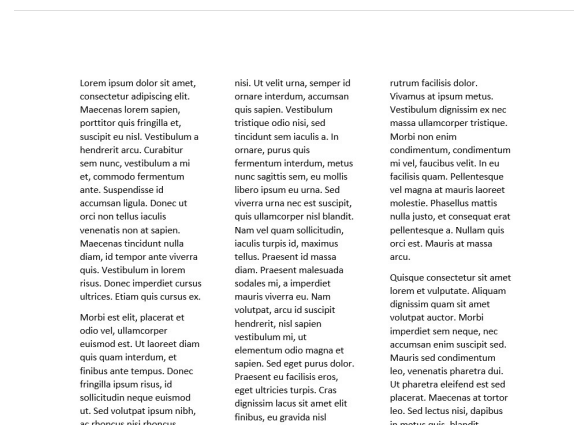 Lorem ipsum dolor sit amet,
consectetur adipiscing elit.
Maecenas lorem sapien,
porttitor quis fringilla et,
suscipit eu nisl. Vestibulum a
hendrerit arcu. Curabitur
sem nunc, vestibulum a mi
et, commodo fermentum
ante. Suspendisse id
accumsan ligula. Donec ut
orci non tellus iaculis
venenatis non at sapien.
Maecenas tincidunt nulla
diam, id tempor ante viverra
quis. Vestibulum in lorem
risus. Donec imperdiet cursus
ultrices. Etiam quis cursus ex.
Morbi est elit, placerat et
odio vel, ullamcorper
euismod est. Ut laoreet diam
quis quam interdum, et
finibus ante tempus. Donec
fringilla ipsum risus, id
sollicitudin neque euismod
ut. Sed volutpat ipsum nibh,
ac rhoncus nisi rhoncus
nisi. Ut velit urna, semper id
ornare interdum, accumsan
quis sapien. Vestibulum
tristique odio nisi, sed
tincidunt sem iaculis a. In
ornare, purus quis
fermentum interdum, metus
nunc sagittis sem, eu mollis
libero ipsum eu urna. Sed
viverra urna nec est suscipit,
quis ullamcorper nisl blandit.
Nam vel quam sollicitudin,
iaculis turpis id, maximus
tellus. Praesent id massa
diam. Praesent malesuada
sodales mi, a imperdiet
mauris viverra eu. Nam
volutpat, arcu id suscipit
hendrerit, nisl sapien
vestibulum mi, ut
elementum odio magna et
sapien. Sed eget purus dolor.
Praesent eu facilisis eros,
eget ultricies turpis. Cras
dignissim lacus sit amet elit
finibus, eu gravida nisl
rutrum facilisis dolor.
Vivamus at ipsum metus.
Vestibulum dignissim ex nec
massa ullamcorper tristique.
Morbi non enim
condimentum, condimentum
mi vel, faucibus velit. In eu
facilisis quam. Pellentesque
vel magna at mauris laoreet
molestie. Phasellus mattis
nulla justo, et consequat erat
pellentesque a. Nullam quis
orci est. Mauris at massa
arcu.
Quisque consectetur sit amet
lorem et vulputate. Aliquam
dignissim quam sit amet
volutpat auctor. Morbi
imperdiet sem neque, nec
accumsan enim suscipit sed.
Mauris sed condimentum
leo, venenatis pharetra dui.
Ut pharetra eleifend est sed
placerat. Maecenas at tortor
leo. Sed lectus nisi, dapibus
in metus quis, blandit